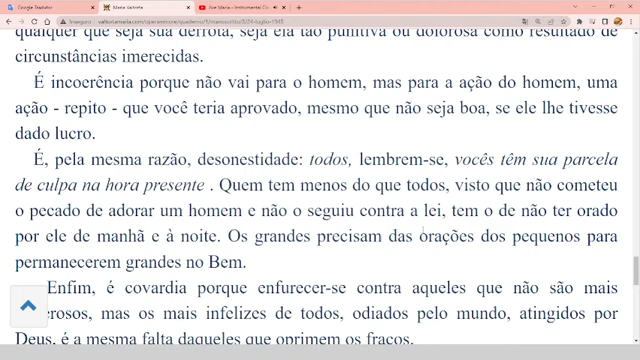 Google Tradutor
Maria Valtorta
Ave Maria - Instrumental Co
Inseguro | valtortamaria.com/operaminore/quaderno/1/manoscritto/5/24-luglio-1943
qualquer que seja sua derrota, seja ela tão punitiva ou dolorosa como resultado de
circunstâncias imerecidas.
É incoerência porque não vai para o homem, mas para a ação do homem, uma
ação - repito - que você teria aprovado, mesmo que não seja boa, se ele lhe tivesse
dado lucro.
É, pela mesma razão, desonestidade: todos, lembrem-se, vocês têm sua parcela
de culpa na hora presente . Quem tem menos do que todos, visto que não cometeu
o pecado de adorar um homem e não o seguiu contra a lei, tem o de não ter orado
por ele de manhã e à noite. Os grandes precisam das orações dos pequenos para
permanecerem grandes no Bem.
Enfim, é covardia porque enfurecer-se contra aqueles que não são mais
erosos, mas os mais infelizes de todos, odiados pelo mundo, atingidos por
Deus, é a mesma falta daqueles que oprimem os fracos.